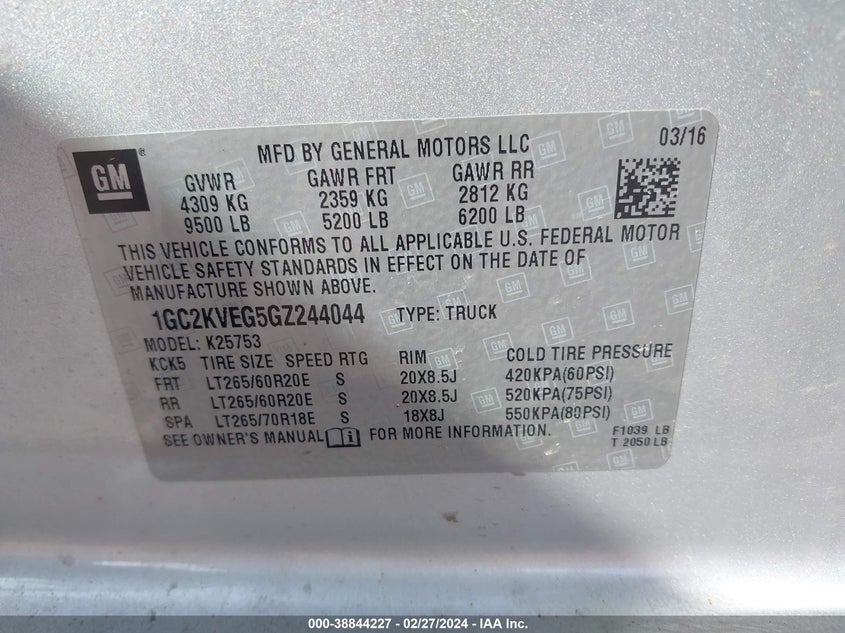 MFD BY GENERAL MOTORS LLC 03/16
GM
GVWR GAWR FRT GAWR RR
4309 KG 2359 KG 2812 KG
9500 LB 5200 LB 6200 LB
THIS VEHICLE CONFORMS TO ALL APPLICABLE U.S. FEDERAL MOTOR
VEHICLE SAFETY STANDARDS IN EFFECT ON THE DATE OF
MANUFACTURE SHOWN ABOVE.
1GC2KVEG5GZ244044 TYPE: TRUCK
MODEL: K25753
KCK5 TIRE SIZE SPEED RTG RIM COLD TIRE PRESSURE
FRT LT265/60R20E S 20X8.5J 420KPA(60PSI)
RR LT265/60R20E S 20X8.5J 520KPA(75PSI)
SPA LT265/70R18E S 18X8J 550KPA(80PSI)
SEE OWNER'S MANUAL FOR MORE INFORMATION.
F1039 LB
T 2050 LB
000-38844227 - 02/27/2024 - IAA Inc.